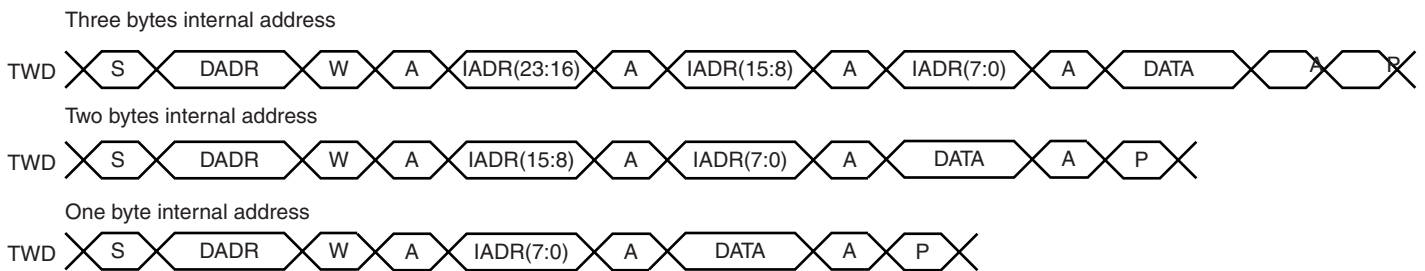 Three bytes internal address
TWD S DADR W A IADR(23:16) A IADR(15:8) A IADR(7:0) A DATA A P
Two bytes internal address
TWD S DADR W A IADR(15:8) A IADR(7:0) A DATA A P
One byte internal address
TWD S DADR W A IADR(7:0) A DATA A P